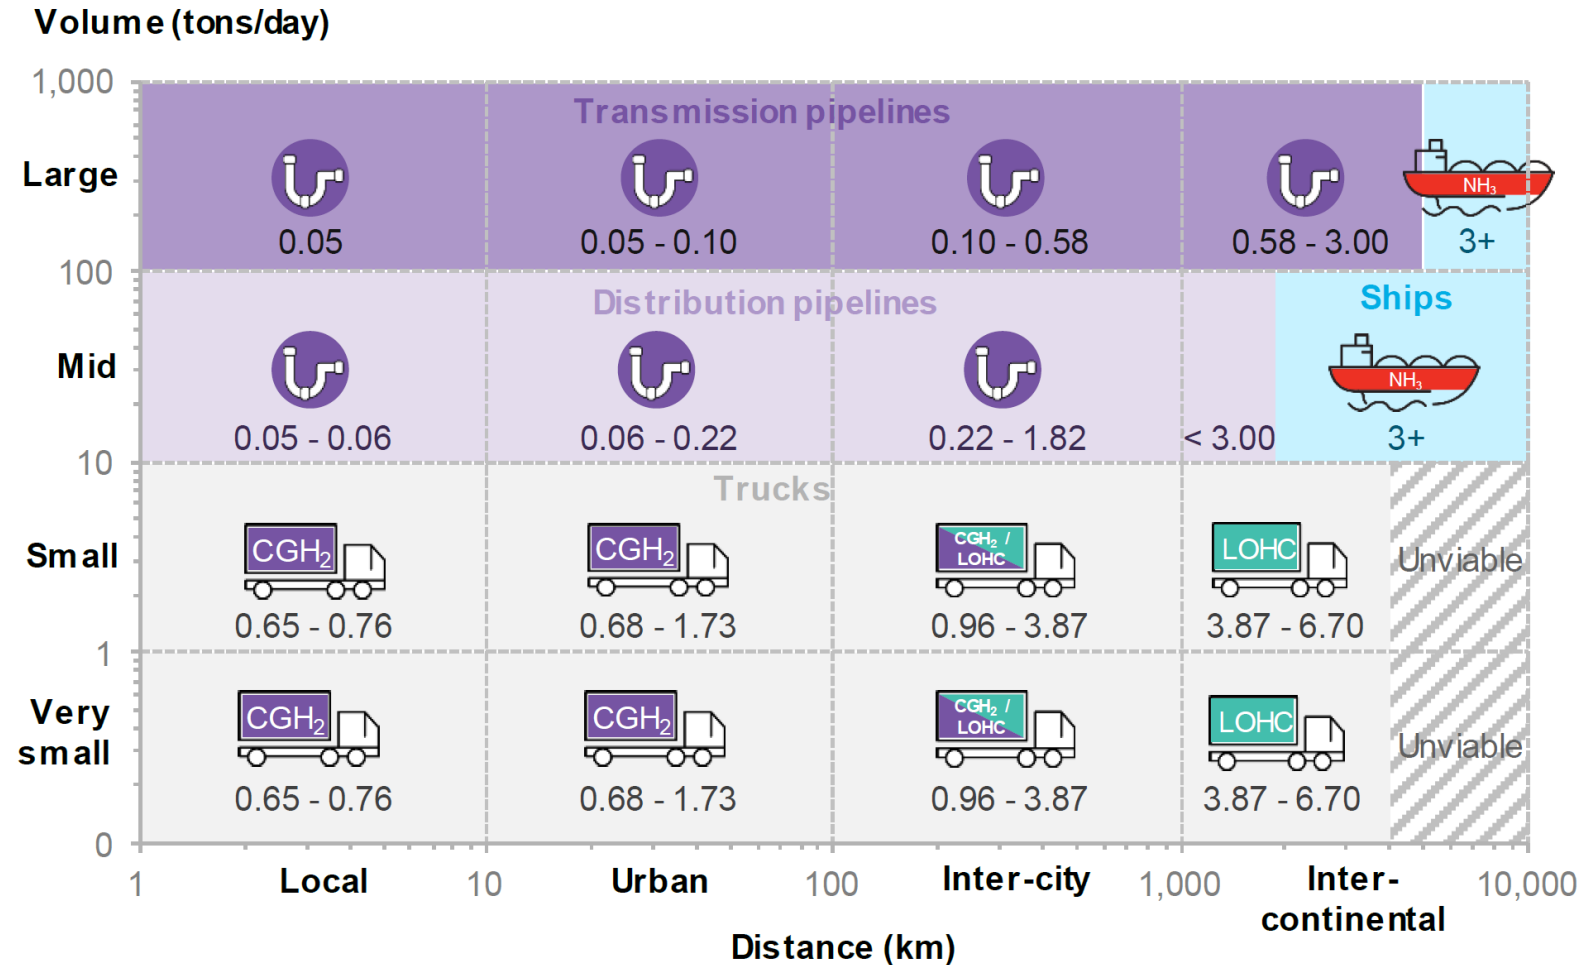 Volume (tons/day)
1,000
Transmission pipelines
Large
NH₃
0.05
0.05 - 0.10
0.10 - 0.58
0.58 - 3.00
3+
100
Distribution pipelines
Ships
Mid
NH₃
0.05 - 0.06
0.06 - 0.22
0.22 - 1.82
< 3.00
3+
10
Trucks
Small
CGH₂
CGH₂
CGH₂ /
LOHC
LOHC
Unviable
0.65 - 0.76
0.68 - 1.73
0.96 - 3.87
3.87 - 6.70
1
Very
small
CGH₂
CGH₂
CGH₂ /
LOHC
LOHC
Unviable
0.65 - 0.76
0.68 - 1.73
0.96 - 3.87
3.87 - 6.70
0
1
Local
10
Urban
100
Inter-city
1,000
Inter-
continental
10,000
Distance (km)